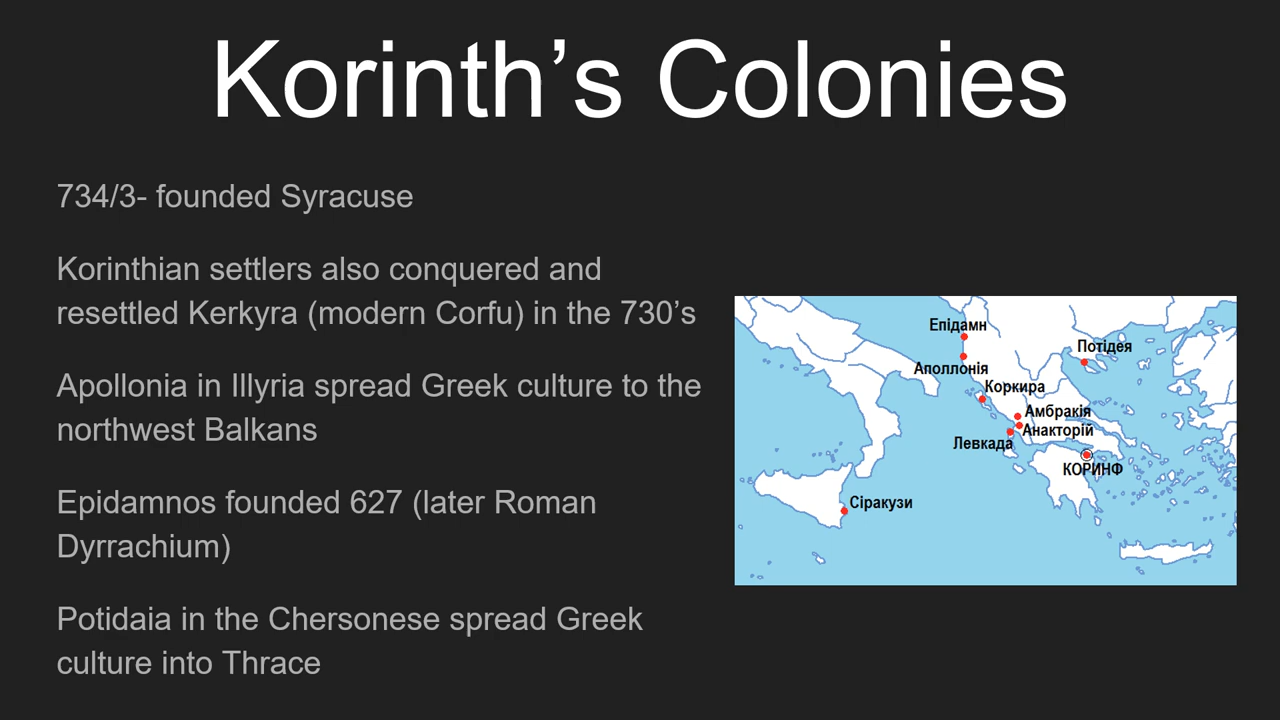 Korinth’s Colonies
734/3- founded Syracuse
Korinthian settlers also conquered and
resettled Kerkyra (modern Corfu) in the 730’s
Apollonia in Illyria spread Greek culture to the
northwest Balkans
Epidamnos founded 627 (later Roman
Dyrrachium)
Potidaia in the Chersonese spread Greek
culture into Thrace
Епідамн
Потідея
Аполлонія
Коркира
Амбракія
Анакторій
Левкада
КОРИНФ
Сіракузи